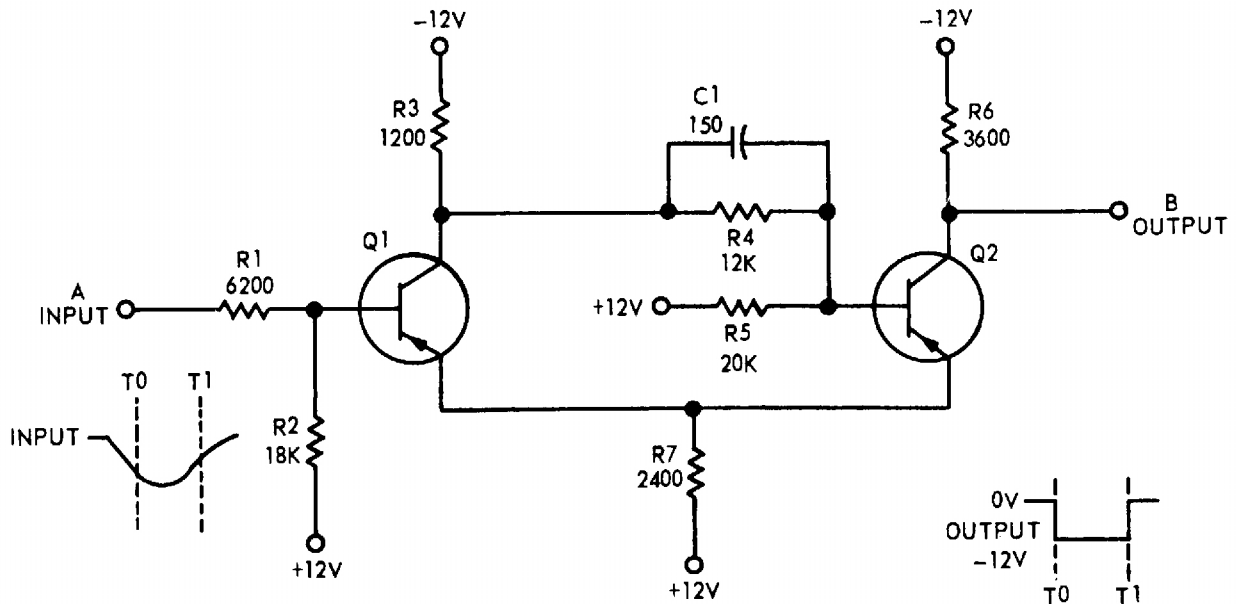 -12V
R3
1200
C1
150
-12V
R6
3600
B
OUTPUT
Q1
R4
12K
Q2
A
INPUT
R1
6200
+12V
R5
20K
T0 T1
INPUT
R2
18K
+12V
R7
2400
+12V
0V
OUTPUT
-12V
T0 T1